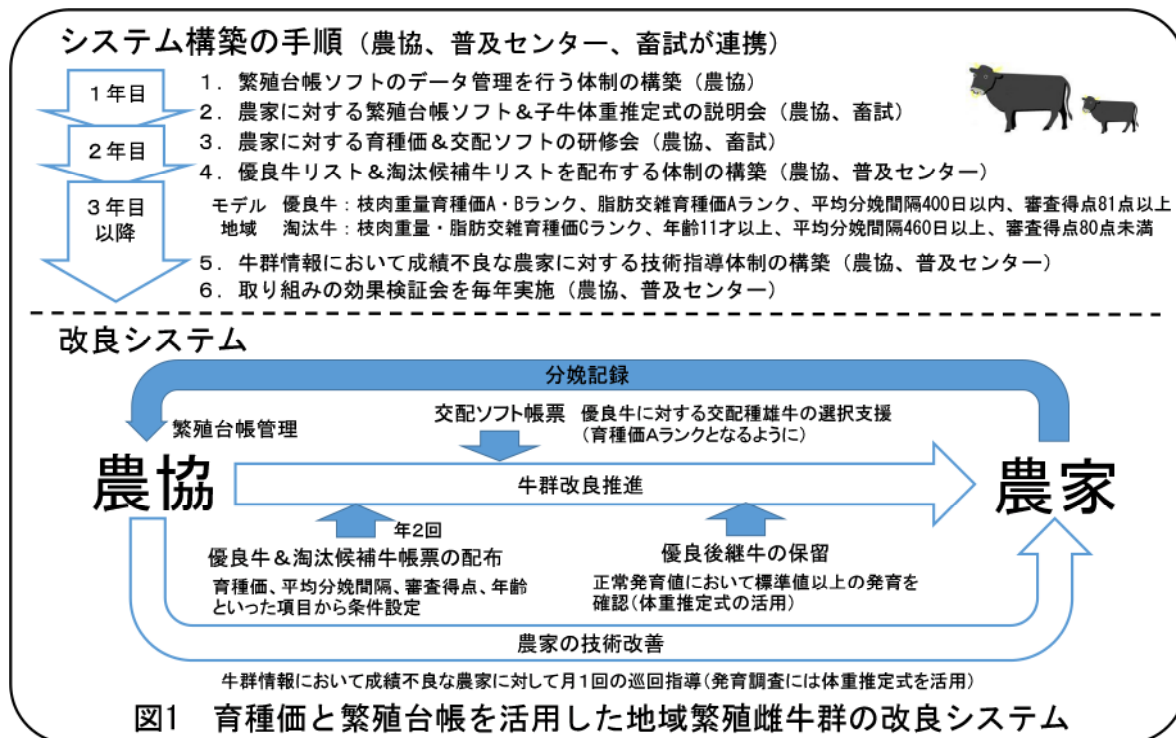 システム構築の手順（農協、普及センター、畜試が連携）
1年目
2年目
3年目
以降
1．繁殖台帳ソフトのデータ管理を行う体制の構築（農協）
2．農家に対する繁殖台帳ソフト＆子牛体重推定式の説明会（農協、畜試）
3．農家に対する育種価＆交配ソフトの研修会（農協、畜試）
4．優良牛リスト＆淘汰候補牛リストを配布する体制の構築（農協、普及センター）
モデル　優良牛：枝肉重量育種価A・Bランク、脂肪交雑育種価Aランク、平均分娩間隔400日以内、審査得点81点以上
地域　淘汰牛：枝肉重量・脂肪交雑育種価Cランク、年齢11才以上、平均分娩間隔460日以上、審査得点80点未満
5．牛群情報において成績不良な農家に対する技術指導体制の構築（農協、普及センター）
6．取り組みの効果検証会を毎年実施（農協、普及センター）
改良システム
分娩記録
繁殖台帳管理
交配ソフト帳票
優良牛に対する交配種雄牛の選択支援
（育種価Aランクとなるように）
農協
牛群改良推進
農家
年2回
優良牛＆淘汰候補牛帳票の配布
育種価、平均分娩間隔、審査得点、年齢
といった項目から条件設定
優良後継牛の保留
正常発育値において標準値以上の発育を
確認（体重推定式の活用）
農家の技術改善
牛群情報において成績不良な農家に対して月1回の巡回指導（発育調査には体重推定式を活用）
図1　育種価と繁殖台帳を活用した地域繁殖雌牛群の改良システム